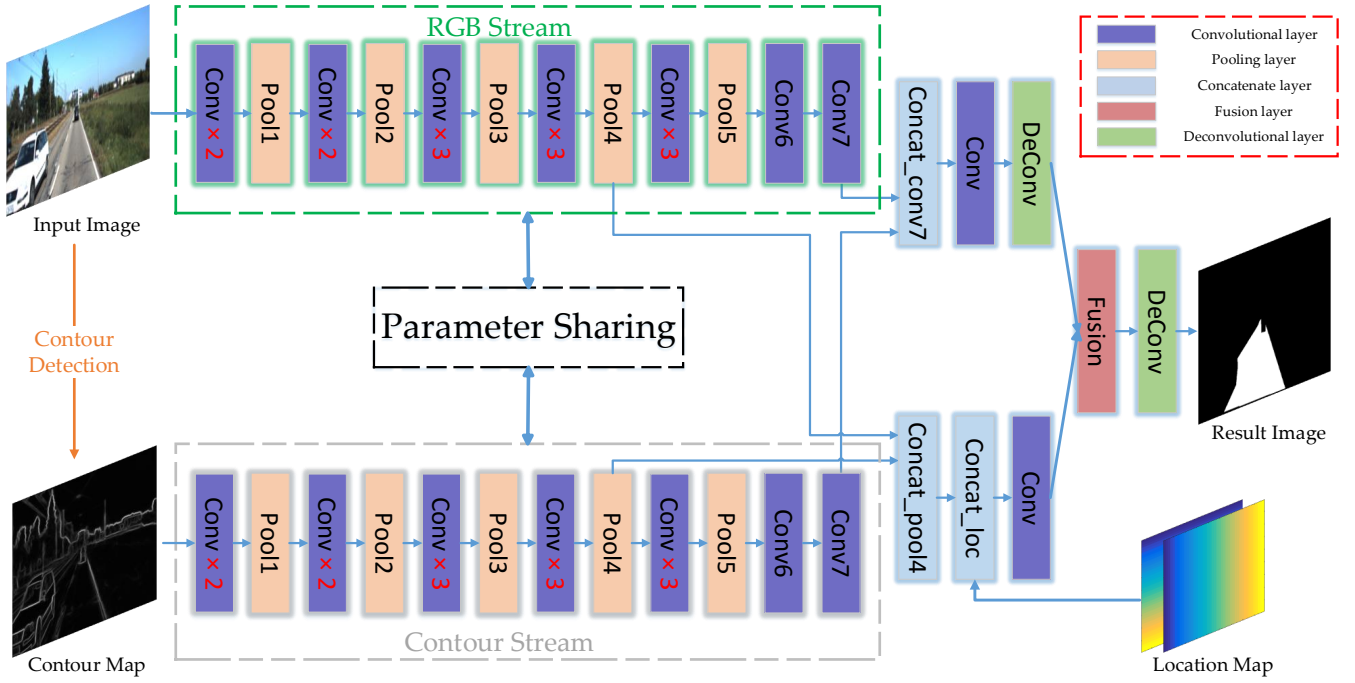 RGB Stream
Conv × 2
Pool1
Conv × 2
Pool2
Conv × 3
Pool3
Conv × 3
Pool4
Conv × 3
Pool5
Conv6
Conv7
Input Image
Contour
Detection
Parameter Sharing
Conv × 2
Pool1
Conv × 2
Pool2
Conv × 3
Pool3
Conv × 3
Pool4
Conv × 3
Pool5
Conv6
Conv7
Contour Stream
Contour Map
Concat_conv7
Conv
DeConv
Concat_pool4
Concat_loc
Conv
Fusion
DeConv
Convolutional layer
Pooling layer
Concatenate layer
Fusion layer
Deconvolutional layer
Result Image
Location Map